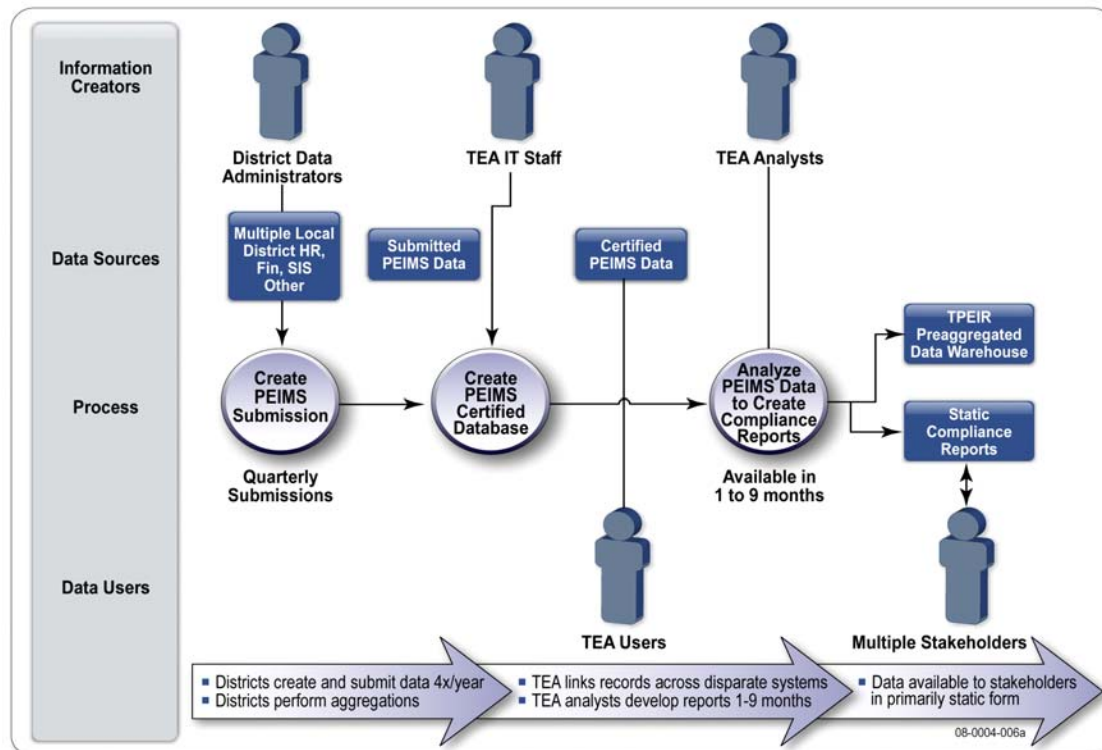 Information
Creators
District Data
Administrators
TEA IT Staff
TEA Analysts
Data Sources
Multiple Local
District HR,
Fin, SIS
Other
Submitted
PEIMS Data
Certified
PEIMS Data
TPEIR
Preaggregated
Data Warehouse
Process
Create
PEIMS
Submission
Create
PEIMS
Certified
Database
Analyze
PEIMS Data
to Create
Compliance
Reports
Static
Compliance
Reports
Quarterly
Submissions
Available in
1 to 9 months
Data Users
TEA Users
Multiple Stakeholders
▪ Districts create and submit data 4x/year
▪ Districts perform aggregations
▪ TEA links records across disparate systems
▪ TEA analysts develop reports 1-9 months
▪ Data available to stakeholders
in primarily static form
08-0004-006a